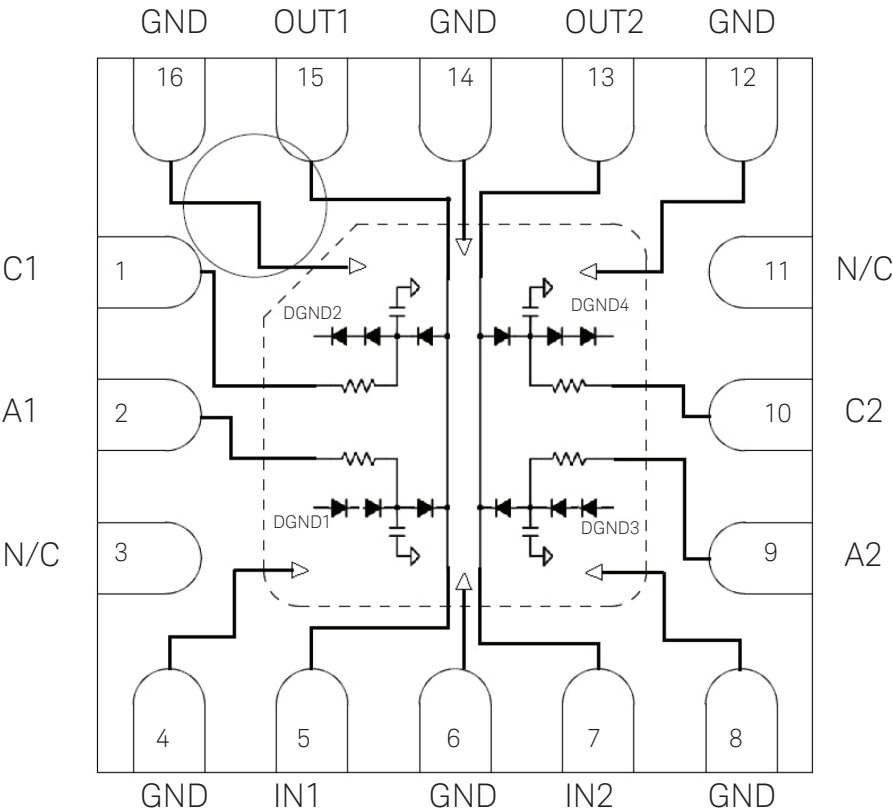 GND OUT1 GND OUT2 GND
16 15 14 13 12
C1 1 11 N/C
DGND2 DGND4
A1 2 10 C2
DGND1 DGND3
N/C 3 9 A2
4 5 6 7 8
GND IN1 GND IN2 GND